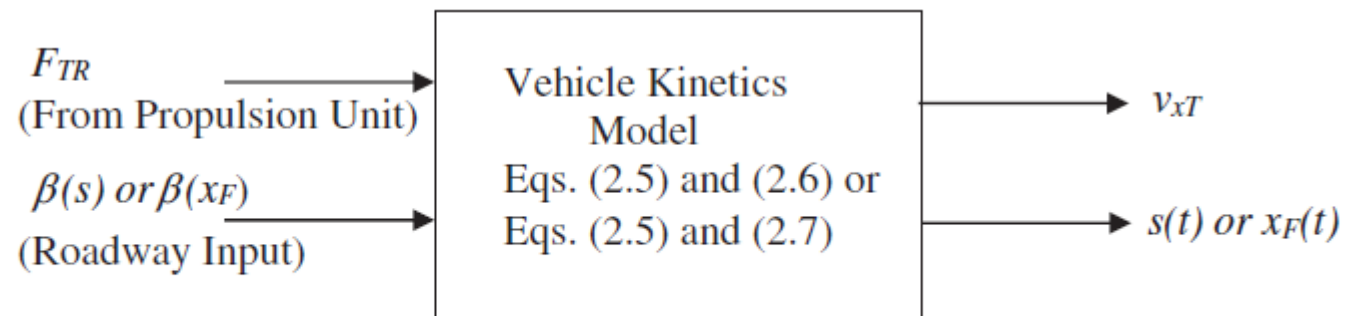 F_TR
(From Propulsion Unit)
β(s) or β(x_F)
(Roadway Input)
Vehicle Kinetics
Model
Eqs. (2.5) and (2.6) or
Eqs. (2.5) and (2.7)
v_xT
s(t) or x_F(t)